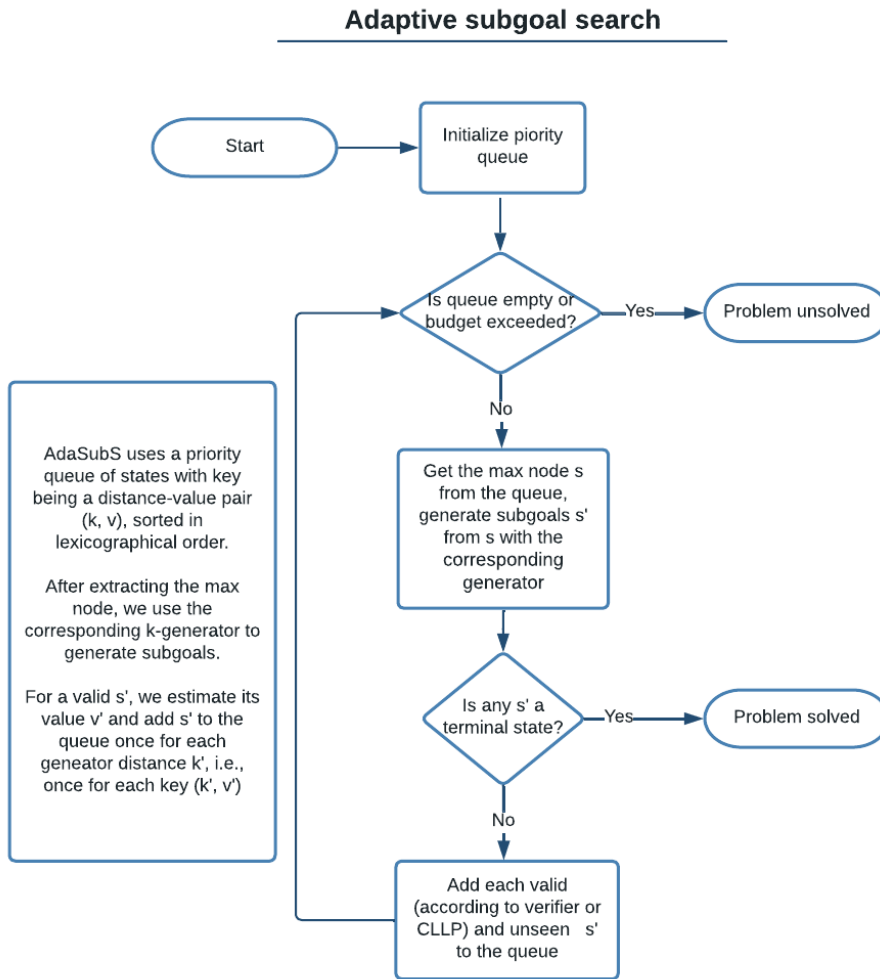 Adaptive subgoal search
Start
Initialize piority
queue
Is queue empty or
budget exceeded?
Yes
Problem unsolved
No
AdaSubS uses a priority
queue of states with key
being a distance-value pair
(k, v), sorted in
lexicographical order.
After extracting the max
node, we use the
corresponding k-generator to
generate subgoals.
For a valid s', we estimate its
value v' and add s' to the
queue once for each
geneator distance k', i.e.,
once for each key (k', v')
Get the max node s
from the queue,
generate subgoals s'
from s with the
corresponding
generator
Is any s' a
terminal state?
Yes
Problem solved
No
Add each valid
(according to verifier or
CLLP) and unseen s'
to the queue